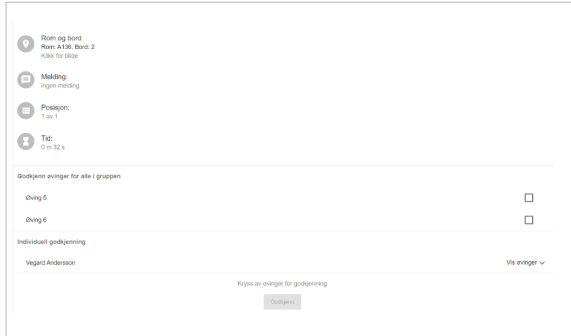 Rom og bord
Rom: A136, Bord: 2
Klikk for bilde
Melding:
Ingen melding
Posisjon:
1 av 1
Tid:
0 m 32 s
Godkjenn øvinger for alle i gruppen
Øving 5
Øving 6
Individuell godkjenning
Vegard Andersson
Vis øvinger
Kryss av øvinger for godkjenning
Godkjenn